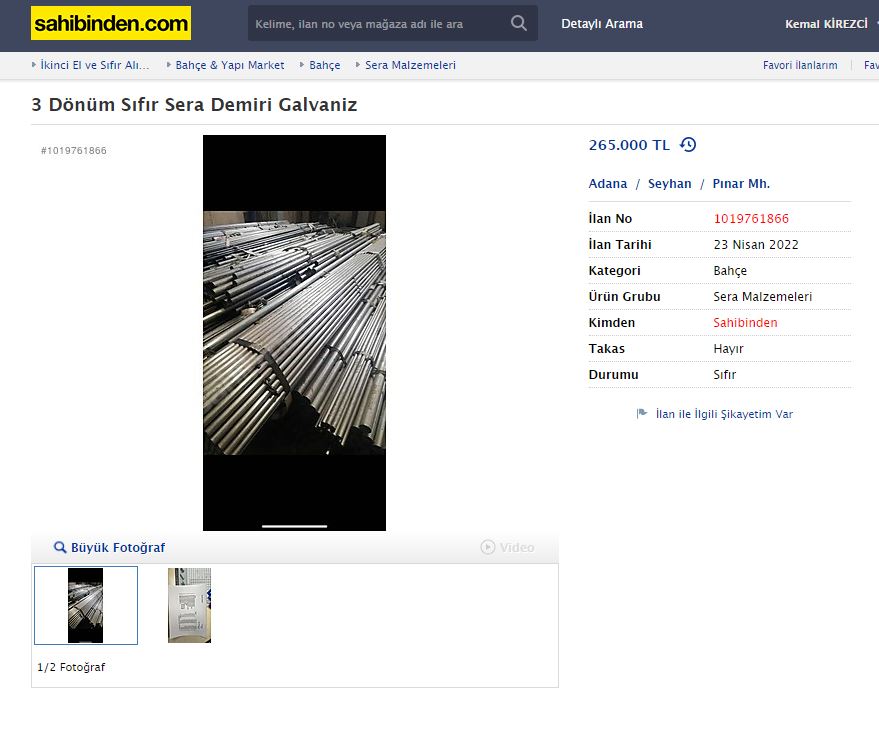 sahibinden.com
Kelime, ilan no veya mağaza adı ile ara
Detaylı Arama
Kemal KİREZCİ
İkinci El ve Sıfır Alı... Bahçe & Yapı Market Bahçe Sera Malzemeleri
Favori İlanlarım
3 Dönüm Sıfır Sera Demiri Galvaniz
#1019761866
265.000 TL
Adana / Seyhan / Pınar Mh.
İlan No 1019761866
İlan Tarihi 23 Nisan 2022
Kategori Bahçe
Ürün Grubu Sera Malzemeleri
Kimden Sahibinden
Takas Hayır
Durumu Sıfır
İlan ile İlgili Şikayetim Var
Büyük Fotoğraf
Video
1/2 Fotoğraf